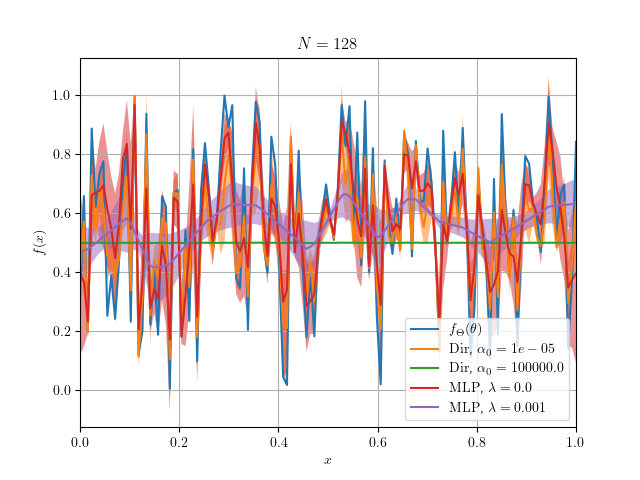 N = 128
f(x)
1.0
0.8
0.6
0.4
0.2
0.0
0.0 0.2 0.4 0.6 0.8 1.0
x
f_Θ(θ)
Dir, α₀ = 1e − 05
Dir, α₀ = 100000.0
MLP, λ = 0.0
MLP, λ = 0.001